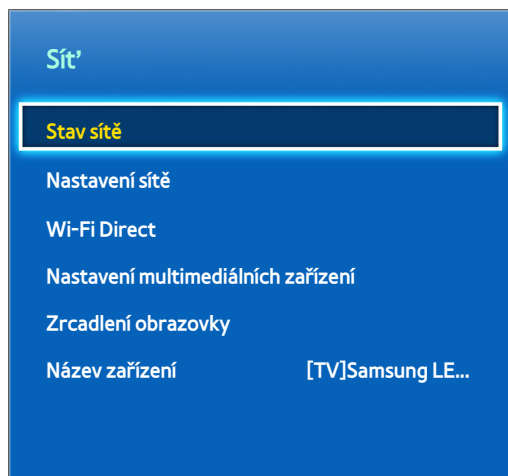 Síť
Stav sítě
Nastavení sítě
Wi-Fi Direct
Nastavení multimediálních zařízení
Zrcadlení obrazovky
Název zařízení [TV]Samsung LE...